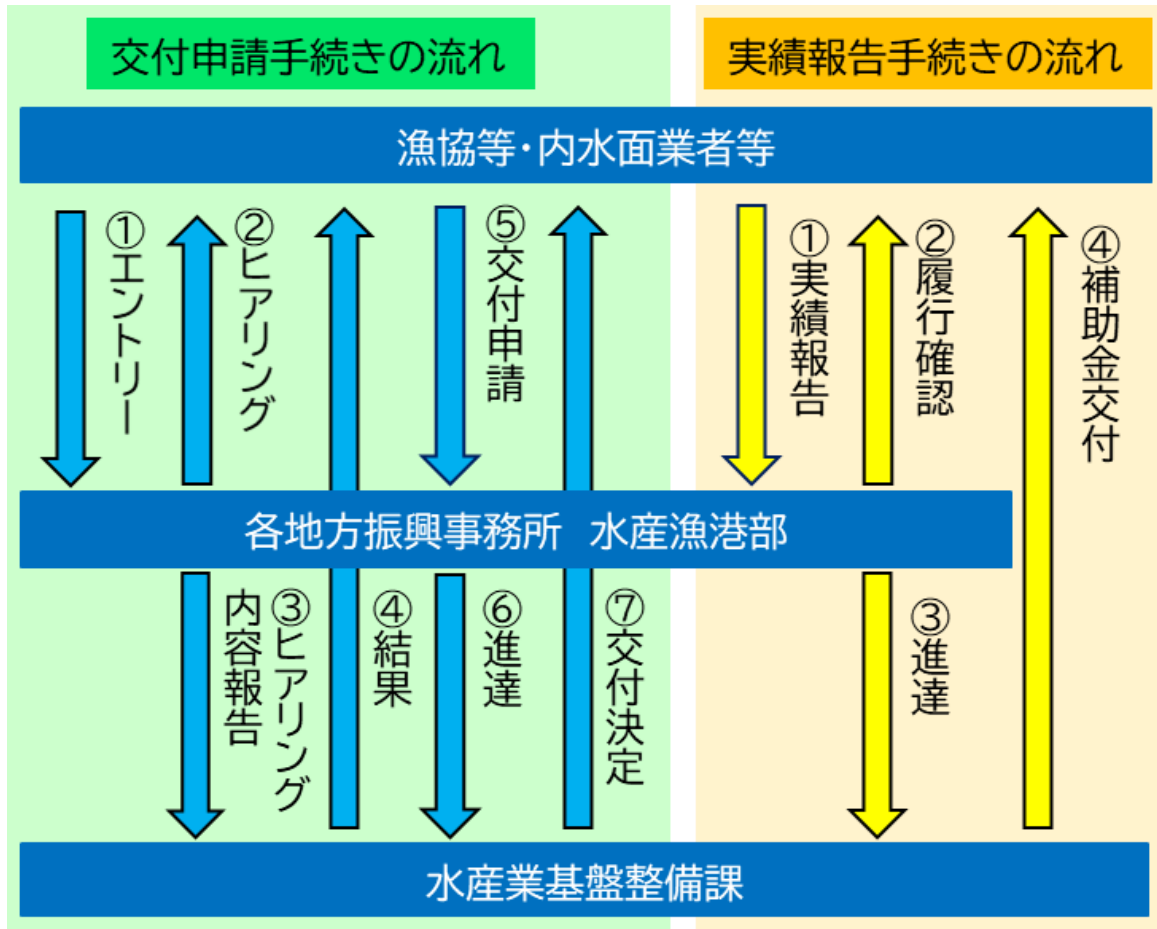 交付申請手続きの流れ
実績報告手続きの流れ
漁協等・内水面業者等
①エントリー
②ヒアリング
⑤交付申請
①実績報告
②履行確認
④補助金交付
各地方振興事務所 水産漁港部
③ヒアリング
内容報告
④結果
⑥進達
⑦交付決定
③進達
水産業基盤整備課